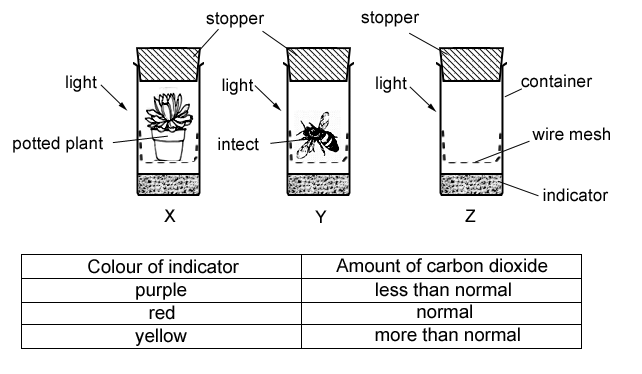 stopper
stopper
light
light
light
container
potted plant
intect
wire mesh
indicator
X
Y
Z
Colour of indicator
Amount of carbon dioxide
purple
less than normal
red
normal
yellow
more than normal